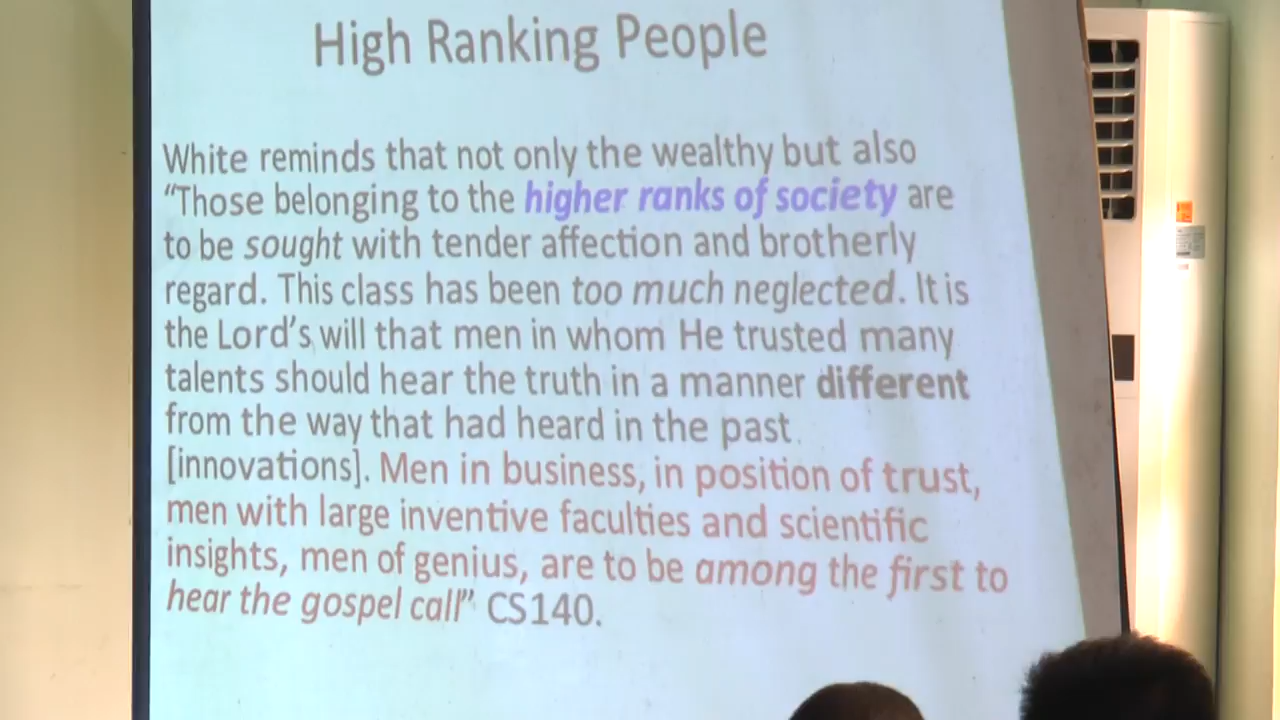 High Ranking People
White reminds that not only the wealthy but also
“Those belonging to the higher ranks of society are
to be sought with tender affection and brotherly
regard. This class has been too much neglected. It is
the Lord’s will that men in whom He trusted many
talents should hear the truth in a manner different
from the way that had heard in the past
[innovations]. Men in business, in position of trust,
men with large inventive faculties and scientific
insights, men of genius, are to be among the first to
hear the gospel call” CS140.